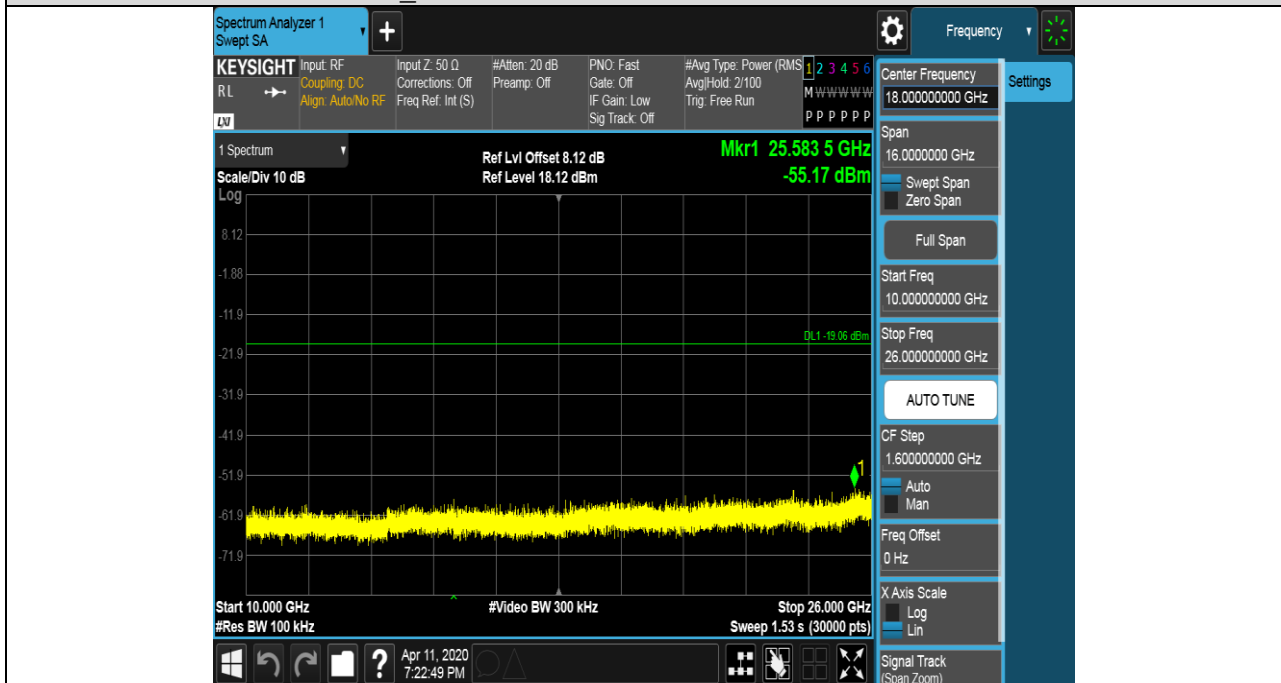 Spectrum Analyzer 1
Swept SA
+
Frequency
KEYSIGHT
RL
LXI
Input: RF
Coupling: DC
Align: Auto/No RF
Input Z: 50 Ω
Corrections: Off
Freq Ref: Int (S)
#Atten: 20 dB
Preamp: Off
PNO: Fast
Gate: Off
IF Gain: Low
Sig Track: Off
#Avg Type: Power (RMS
Avg|Hold: 2/100
Trig: Free Run
1 2 3 4 5 6
M W W W W W
P P P P P P
1 Spectrum
Scale/Div 10 dB
Ref Lvl Offset 8.12 dB
Ref Level 18.12 dBm
Mkr1 25.583 5 GHz
-55.17 dBm
Log
8.12
-1.88
-11.9
DL1 -19.06 dBm
-21.9
-31.9
-41.9
-51.9
1
-61.9
-71.9
Start 10.000 GHz
#Res BW 100 kHz
#Video BW 300 kHz
Stop 26.000 GHz
Sweep 1.53 s (30000 pts)
Apr 11, 2020
7:22:49 PM
?
Center Frequency
18.000000000 GHz
Settings
Span
16.0000000 GHz
Swept Span
Zero Span
Full Span
Start Freq
10.000000000 GHz
Stop Freq
26.000000000 GHz
AUTO TUNE
CF Step
1.600000000 GHz
Auto
Man
Freq Offset
0 Hz
X Axis Scale
Log
Lin
Signal Track
(Span Zoom)